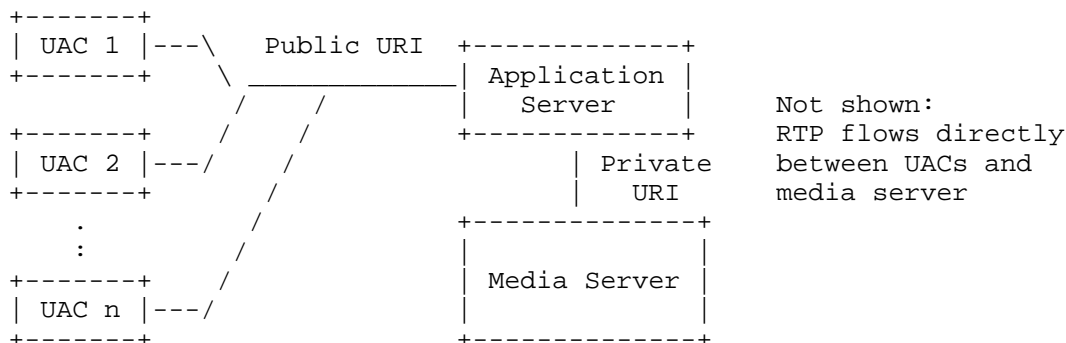 +-------+
| UAC 1 |---\   Public URI  +-------------+
+-------+    \ _____________| Application |
              /    /        |   Server    |    Not shown:
+-------+    /    /         +-------------+    RTP flows directly
| UAC 2 |---/    /                 | Private   between UACs and
+-------+       /                  |   URI     media server
    .          /            +--------------+
    :         /             |              |
+-------+    /              | Media Server |
| UAC n |---/               |              |
+-------+                   +--------------+